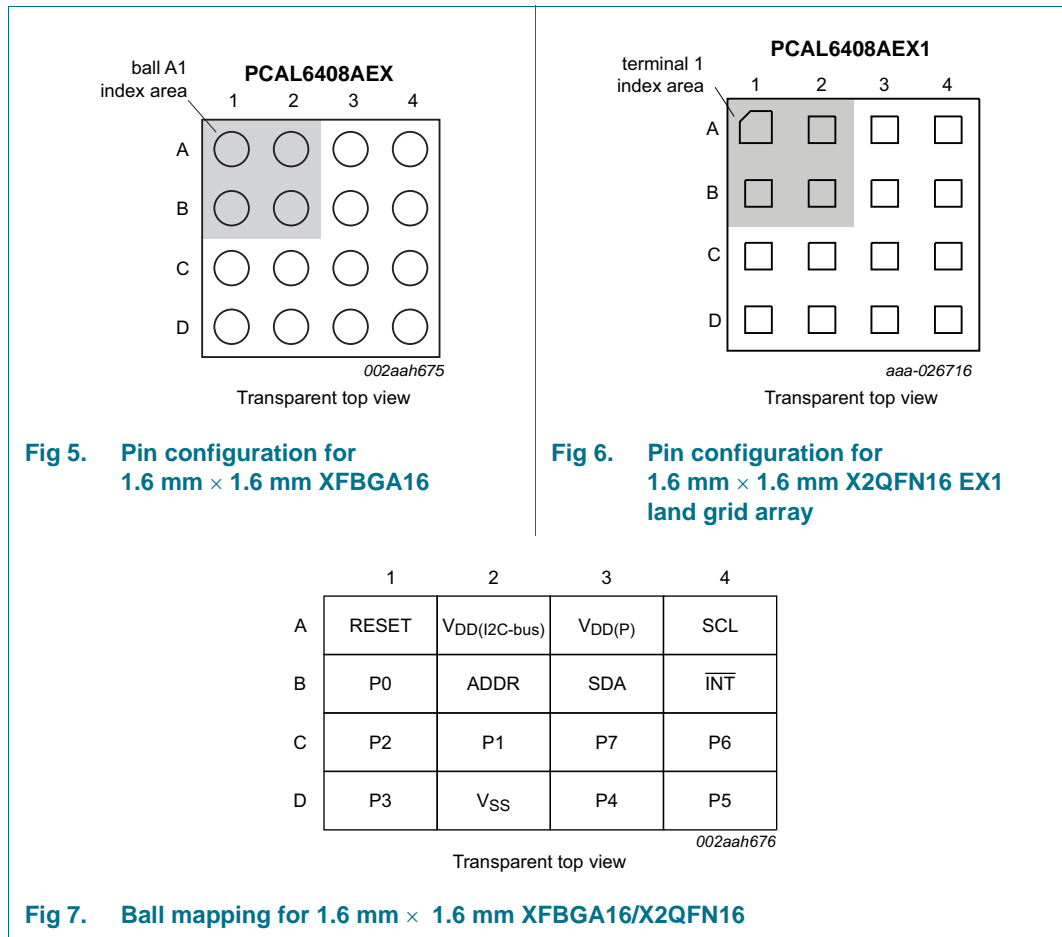 ball A1
index area
PCAL6408AEX
1 2 3 4
A
B
C
D
002aah675
Transparent top view
Fig 5. Pin configuration for
1.6 mm × 1.6 mm XFBGA16
terminal 1
index area
PCAL6408AEX1
1 2 3 4
A
B
C
D
aaa-026716
Transparent top view
Fig 6. Pin configuration for
1.6 mm × 1.6 mm X2QFN16 EX1
land grid array
1 2 3 4
A RESET VDD(I2C-bus) VDD(P) SCL
B P0 ADDR SDA I̅N̅T̅
C P2 P1 P7 P6
D P3 VSS P4 P5
002aah676
Transparent top view
Fig 7. Ball mapping for 1.6 mm × 1.6 mm XFBGA16/X2QFN16